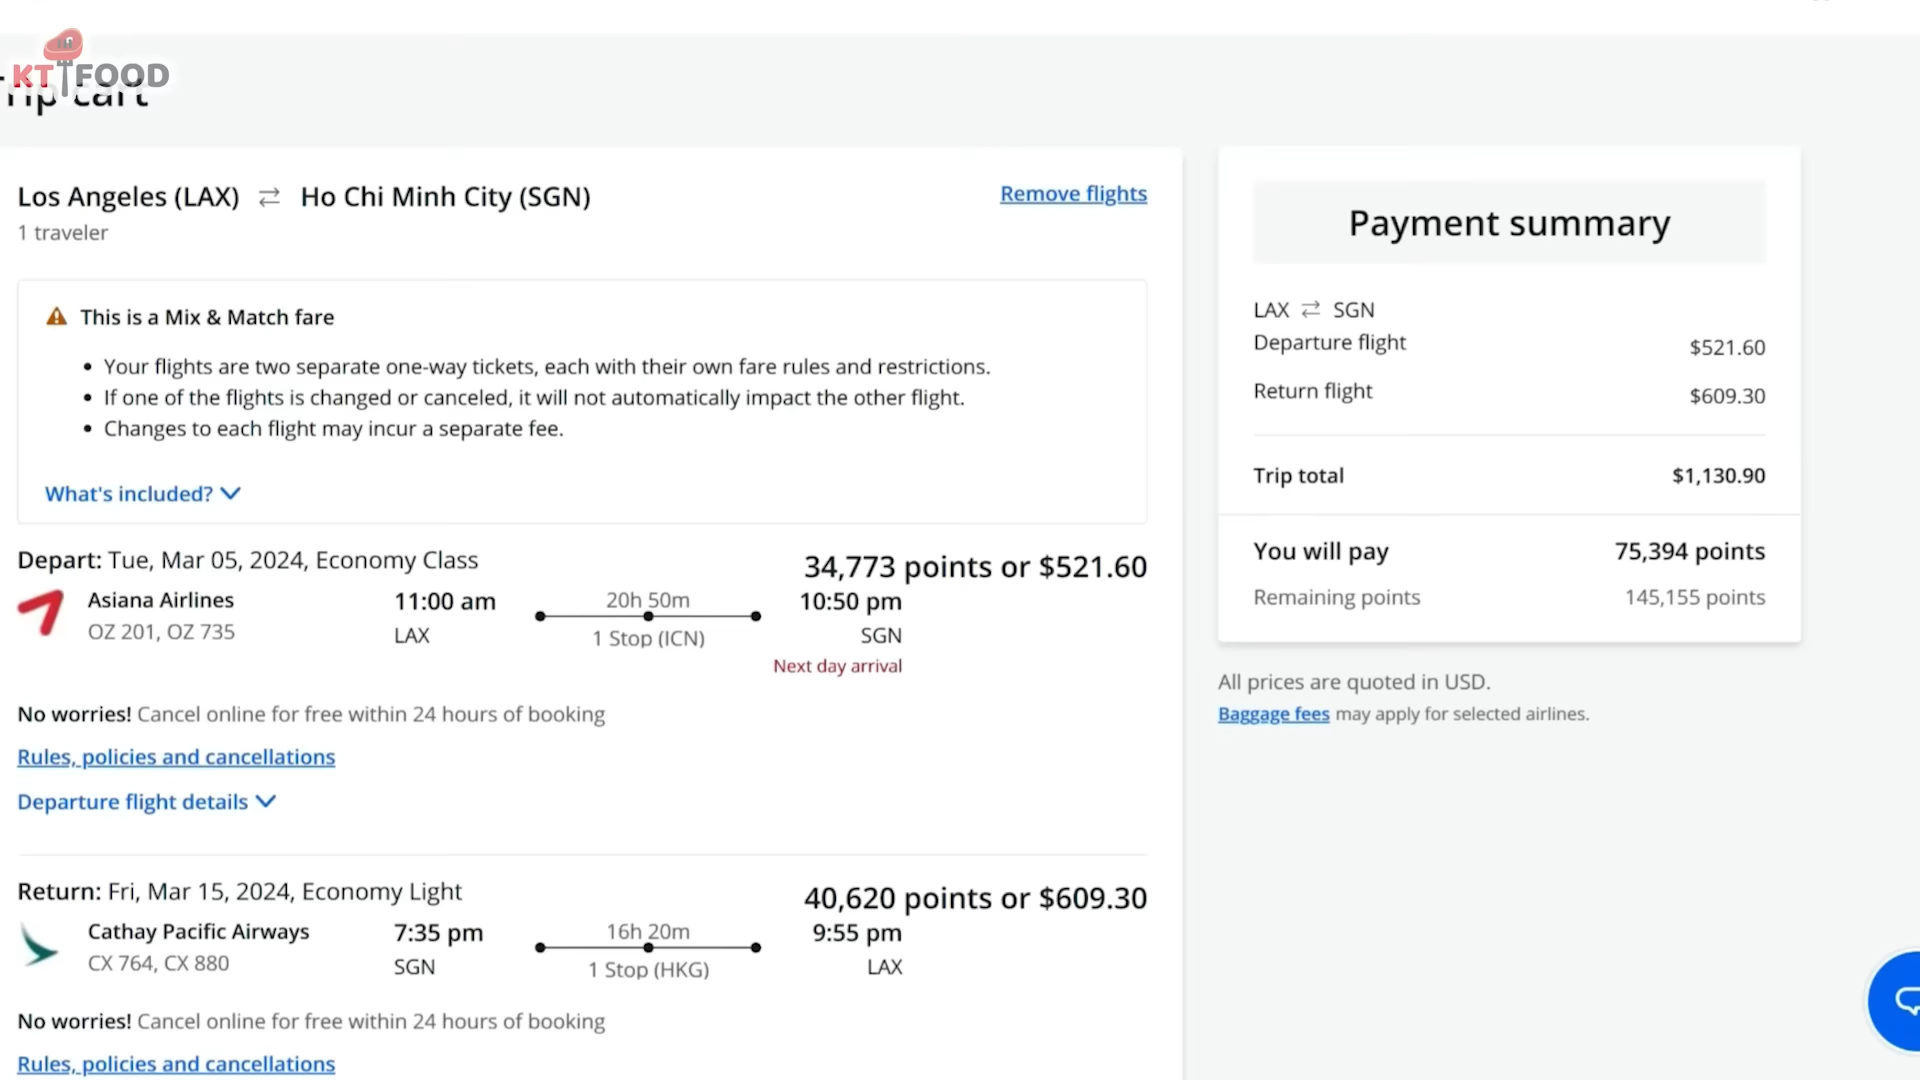 KT FOOD
Trip cart
Los Angeles (LAX) ⇄ Ho Chi Minh City (SGN)
Remove flights
1 traveler
This is a Mix & Match fare
• Your flights are two separate one-way tickets, each with their own fare rules and restrictions.
• If one of the flights is changed or canceled, it will not automatically impact the other flight.
• Changes to each flight may incur a separate fee.
What's included?
Depart: Tue, Mar 05, 2024, Economy Class
34,773 points or $521.60
Asiana Airlines
11:00 am
20h 50m
10:50 pm
OZ 201, OZ 735
LAX
1 Stop (ICN)
SGN
Next day arrival
No worries! Cancel online for free within 24 hours of booking
Rules, policies and cancellations
Departure flight details
Return: Fri, Mar 15, 2024, Economy Light
40,620 points or $609.30
Cathay Pacific Airways
7:35 pm
16h 20m
9:55 pm
CX 764, CX 880
SGN
1 Stop (HKG)
LAX
No worries! Cancel online for free within 24 hours of booking
Rules, policies and cancellations
Payment summary
LAX ⇄ SGN
Departure flight $521.60
Return flight $609.30
Trip total $1,130.90
You will pay 75,394 points
Remaining points 145,155 points
All prices are quoted in USD.
Baggage fees may apply for selected airlines.